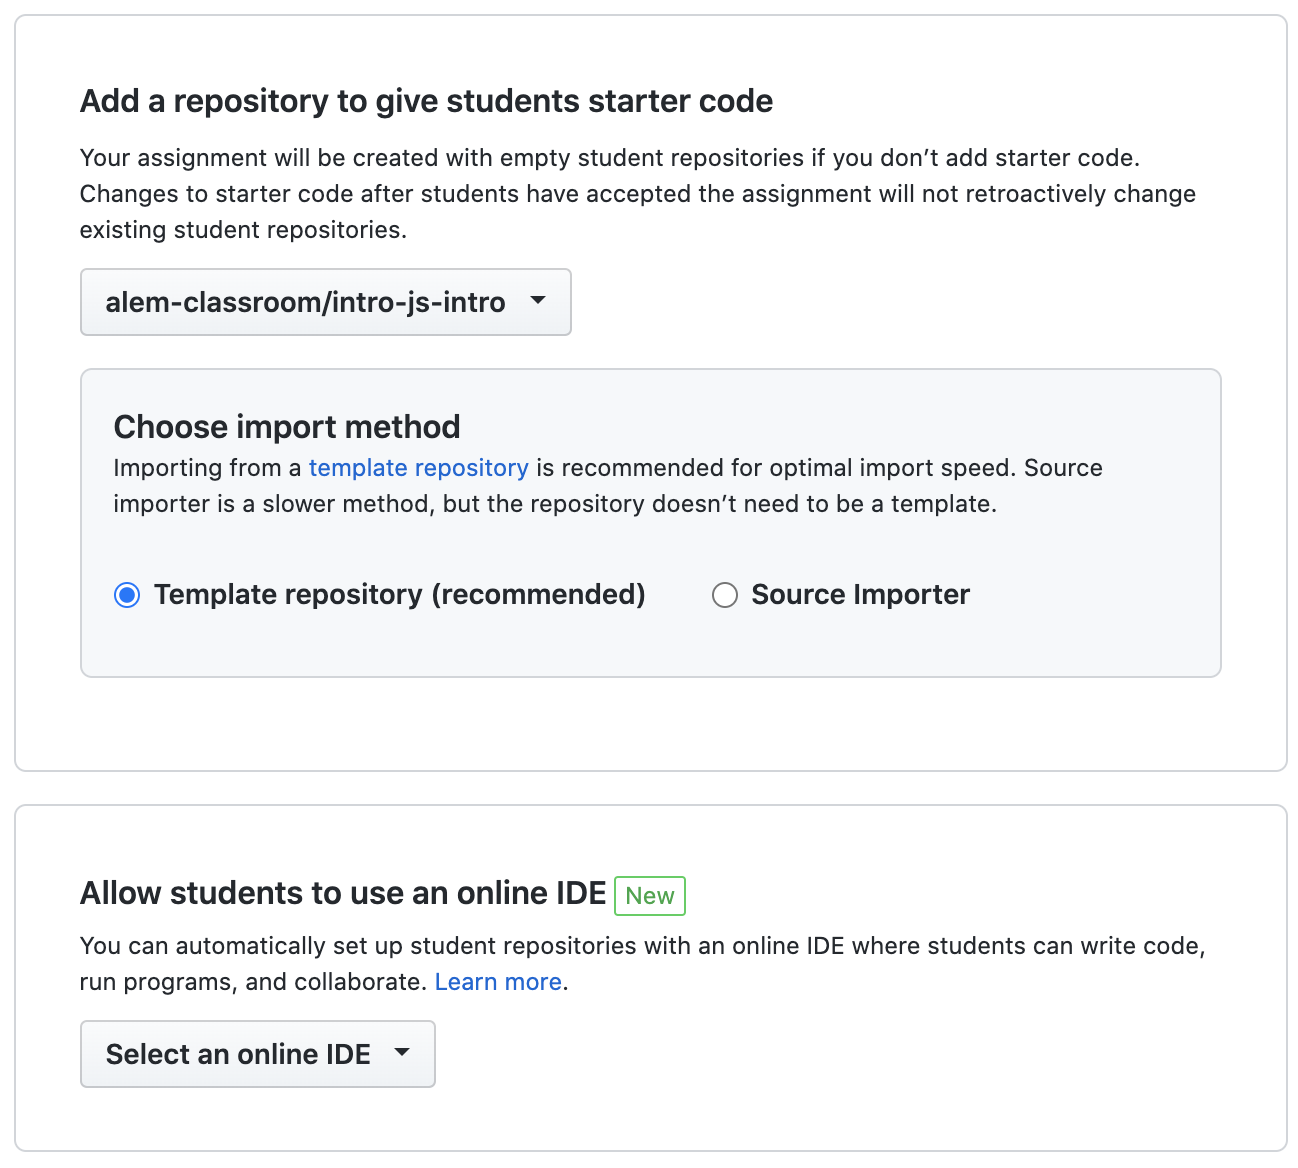 Add a repository to give students starter code
Your assignment will be created with empty student repositories if you don’t add starter code.
Changes to starter code after students have accepted the assignment will not retroactively change
existing student repositories.
alem-classroom/intro-js-intro
Choose import method
Importing from a template repository is recommended for optimal import speed. Source
importer is a slower method, but the repository doesn’t need to be a template.
Template repository (recommended) Source Importer
Allow students to use an online IDE New
You can automatically set up student repositories with an online IDE where students can write code,
run programs, and collaborate. Learn more.
Select an online IDE